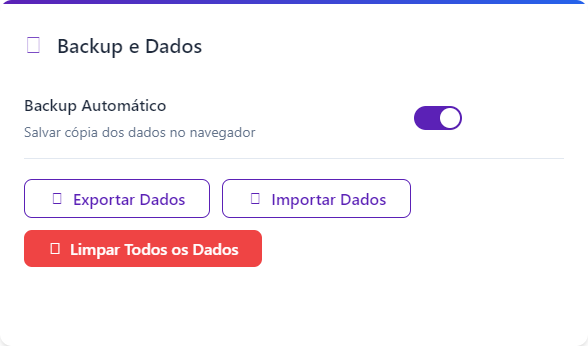 Backup e Dados
Backup Automático
Salvar cópia dos dados no navegador
Exportar Dados
Importar Dados
Limpar Todos os Dados